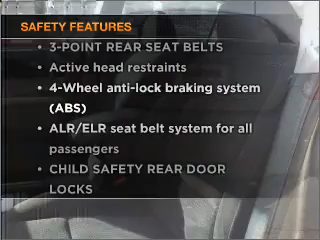 SAFETY FEATURES
• 3-POINT REAR SEAT BELTS
• Active head restraints
• 4-Wheel anti-lock braking system
(ABS)
• ALR/ELR seat belt system for all
passengers
• CHILD SAFETY REAR DOOR
LOCKS